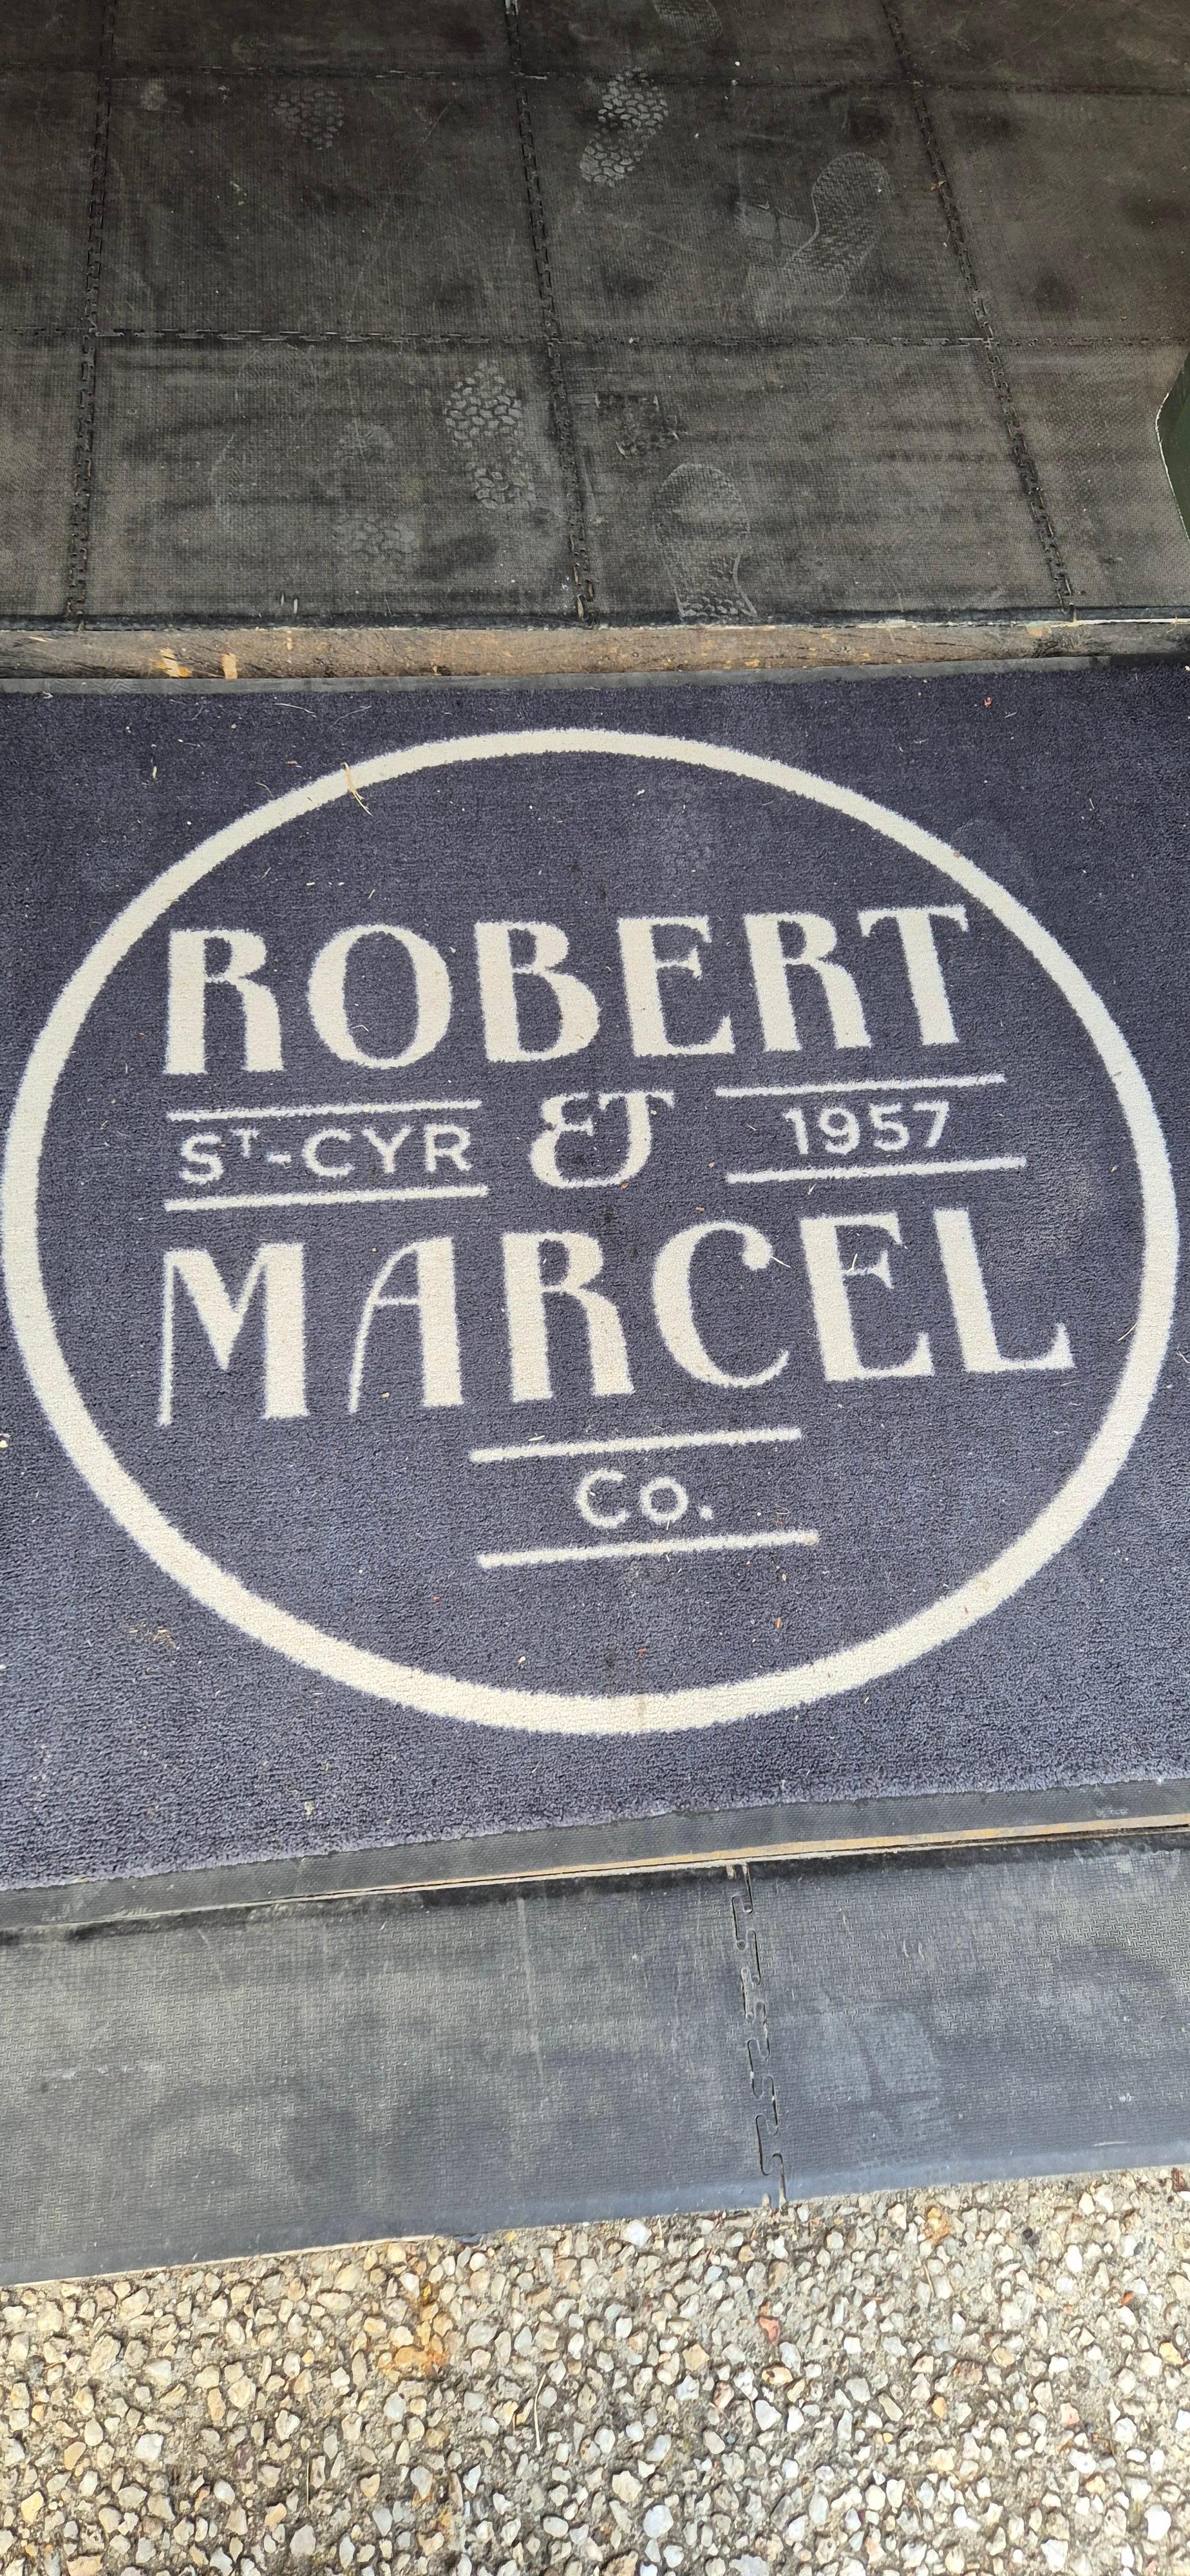 ROBERT
ST-CYR & 1957
MARCEL
Co.